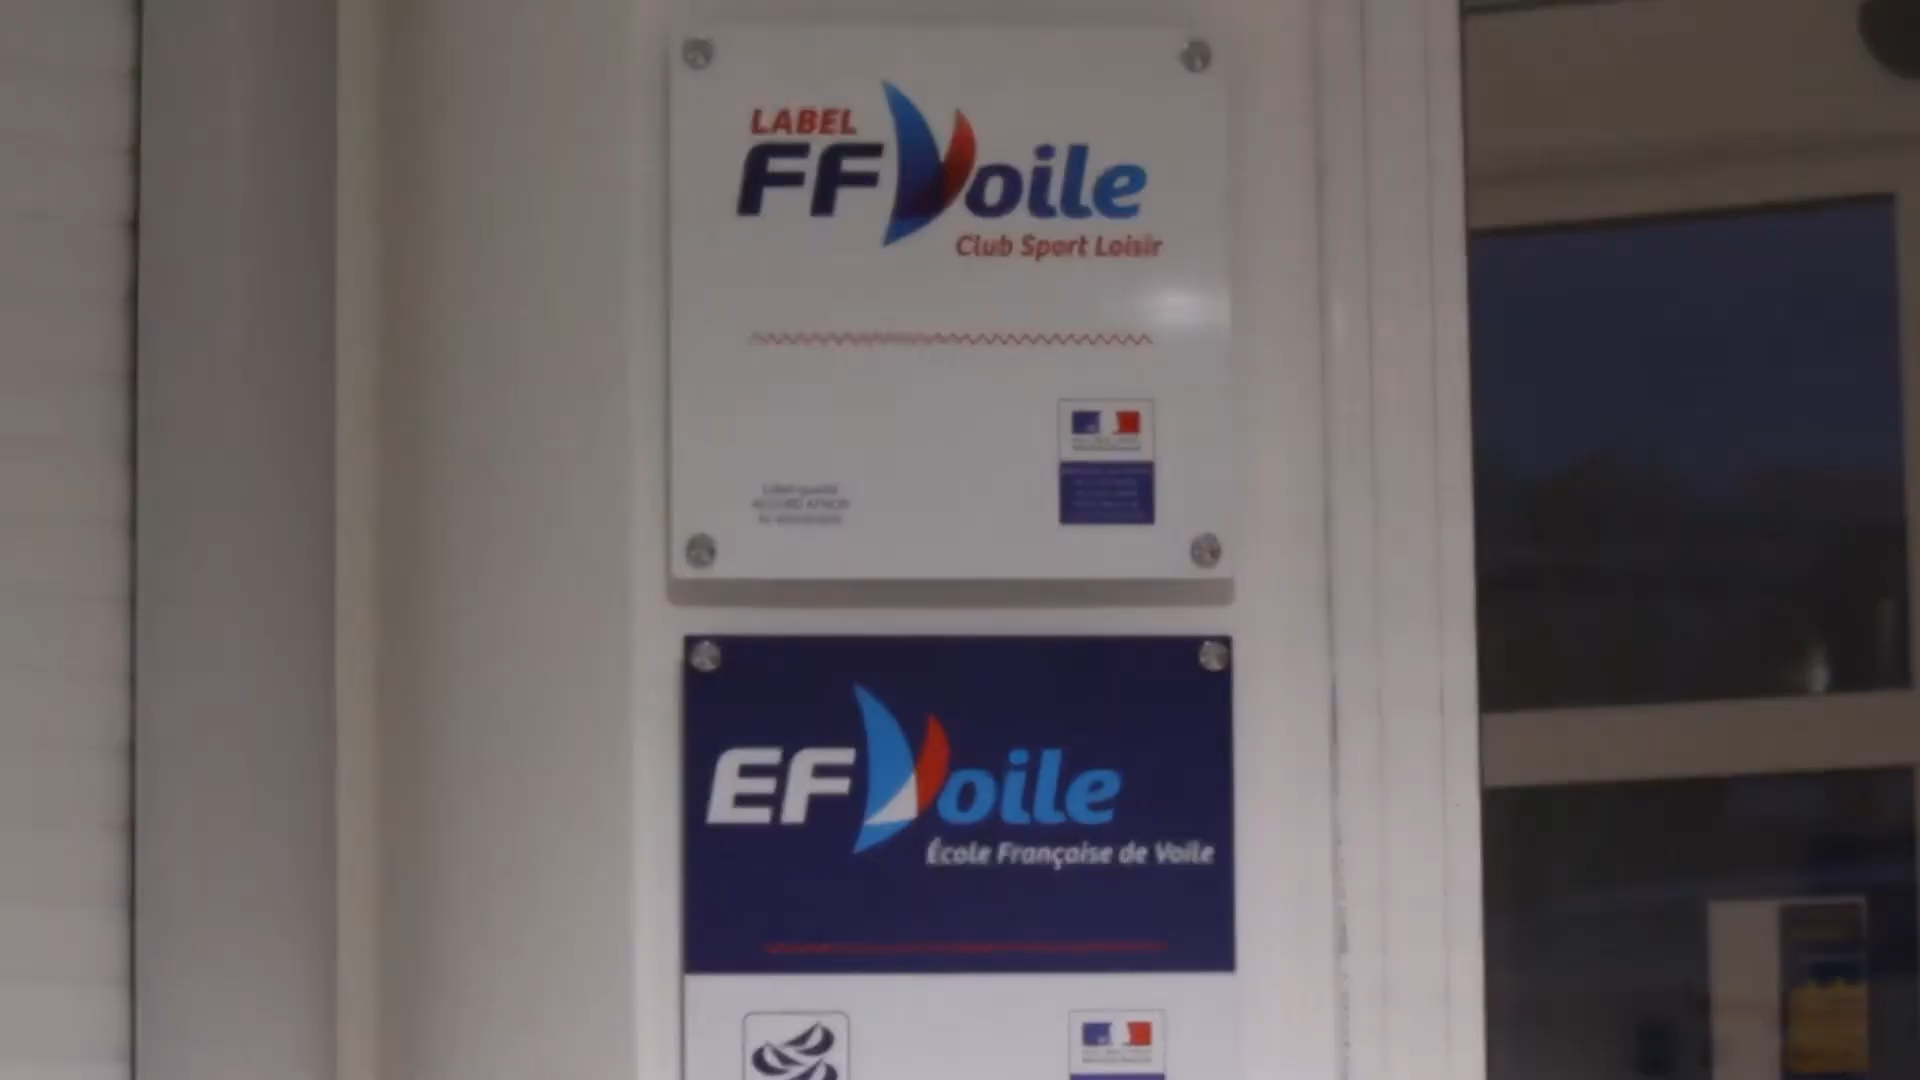 LABEL
FFVoile
Club Sport Loisir
EFVoile
École Française de Voile